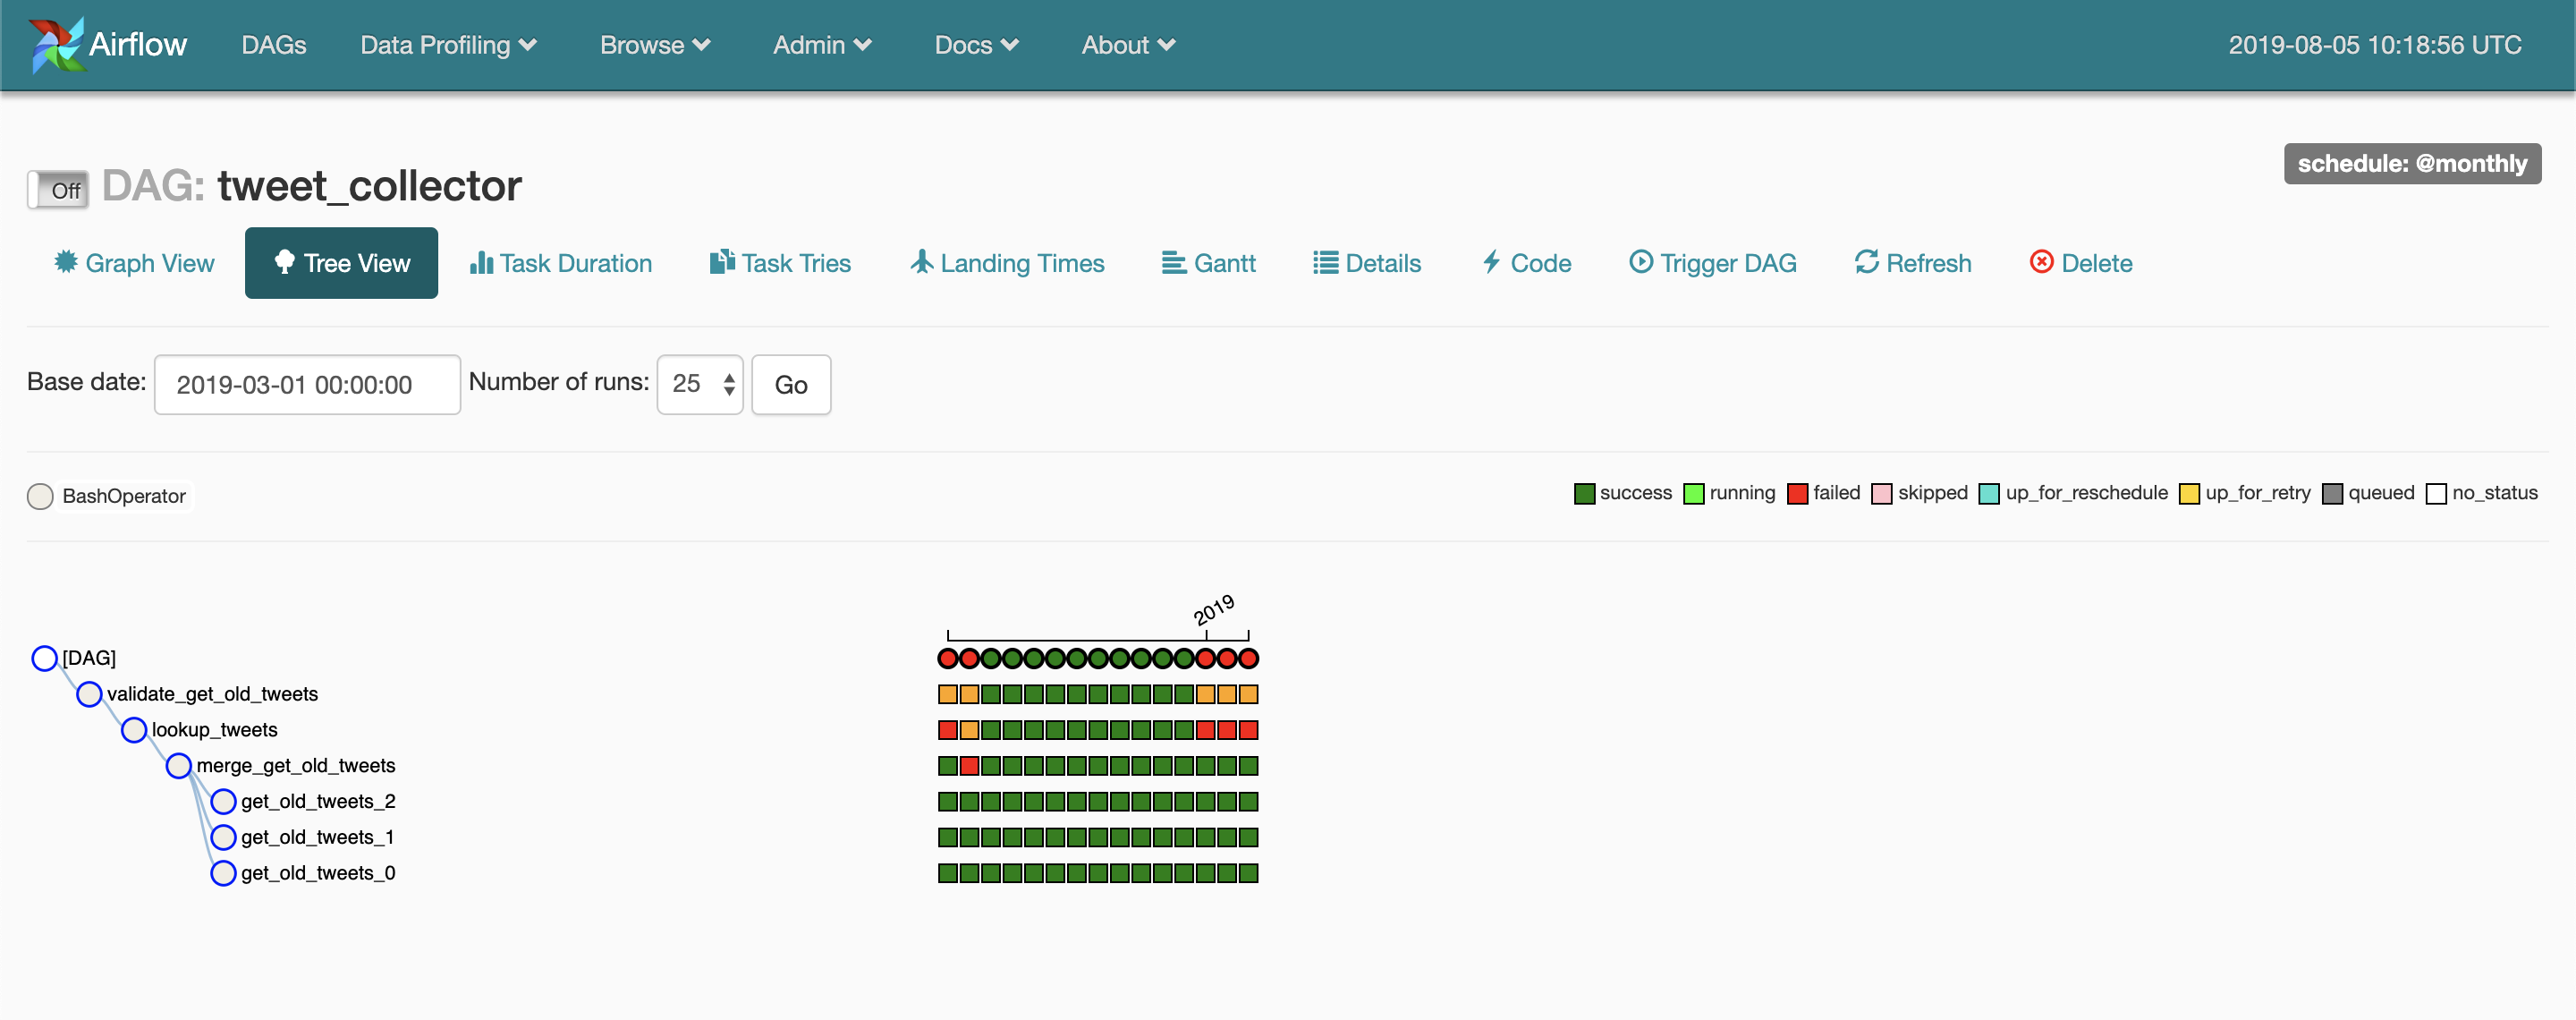 Airflow DAGs Data Profiling Browse Admin Docs About 2019-08-05 10:18:56 UTC
schedule: @monthly
Off DAG: tweet_collector
Graph View Tree View Task Duration Task Tries Landing Times Gantt Details Code Trigger DAG Refresh Delete
Base date: 2019-03-01 00:00:00 Number of runs: 25 Go
BashOperator success running failed skipped up_for_reschedule up_for_retry queued no_status
2019
[DAG]
validate_get_old_tweets
lookup_tweets
merge_get_old_tweets
get_old_tweets_2
get_old_tweets_1
get_old_tweets_0